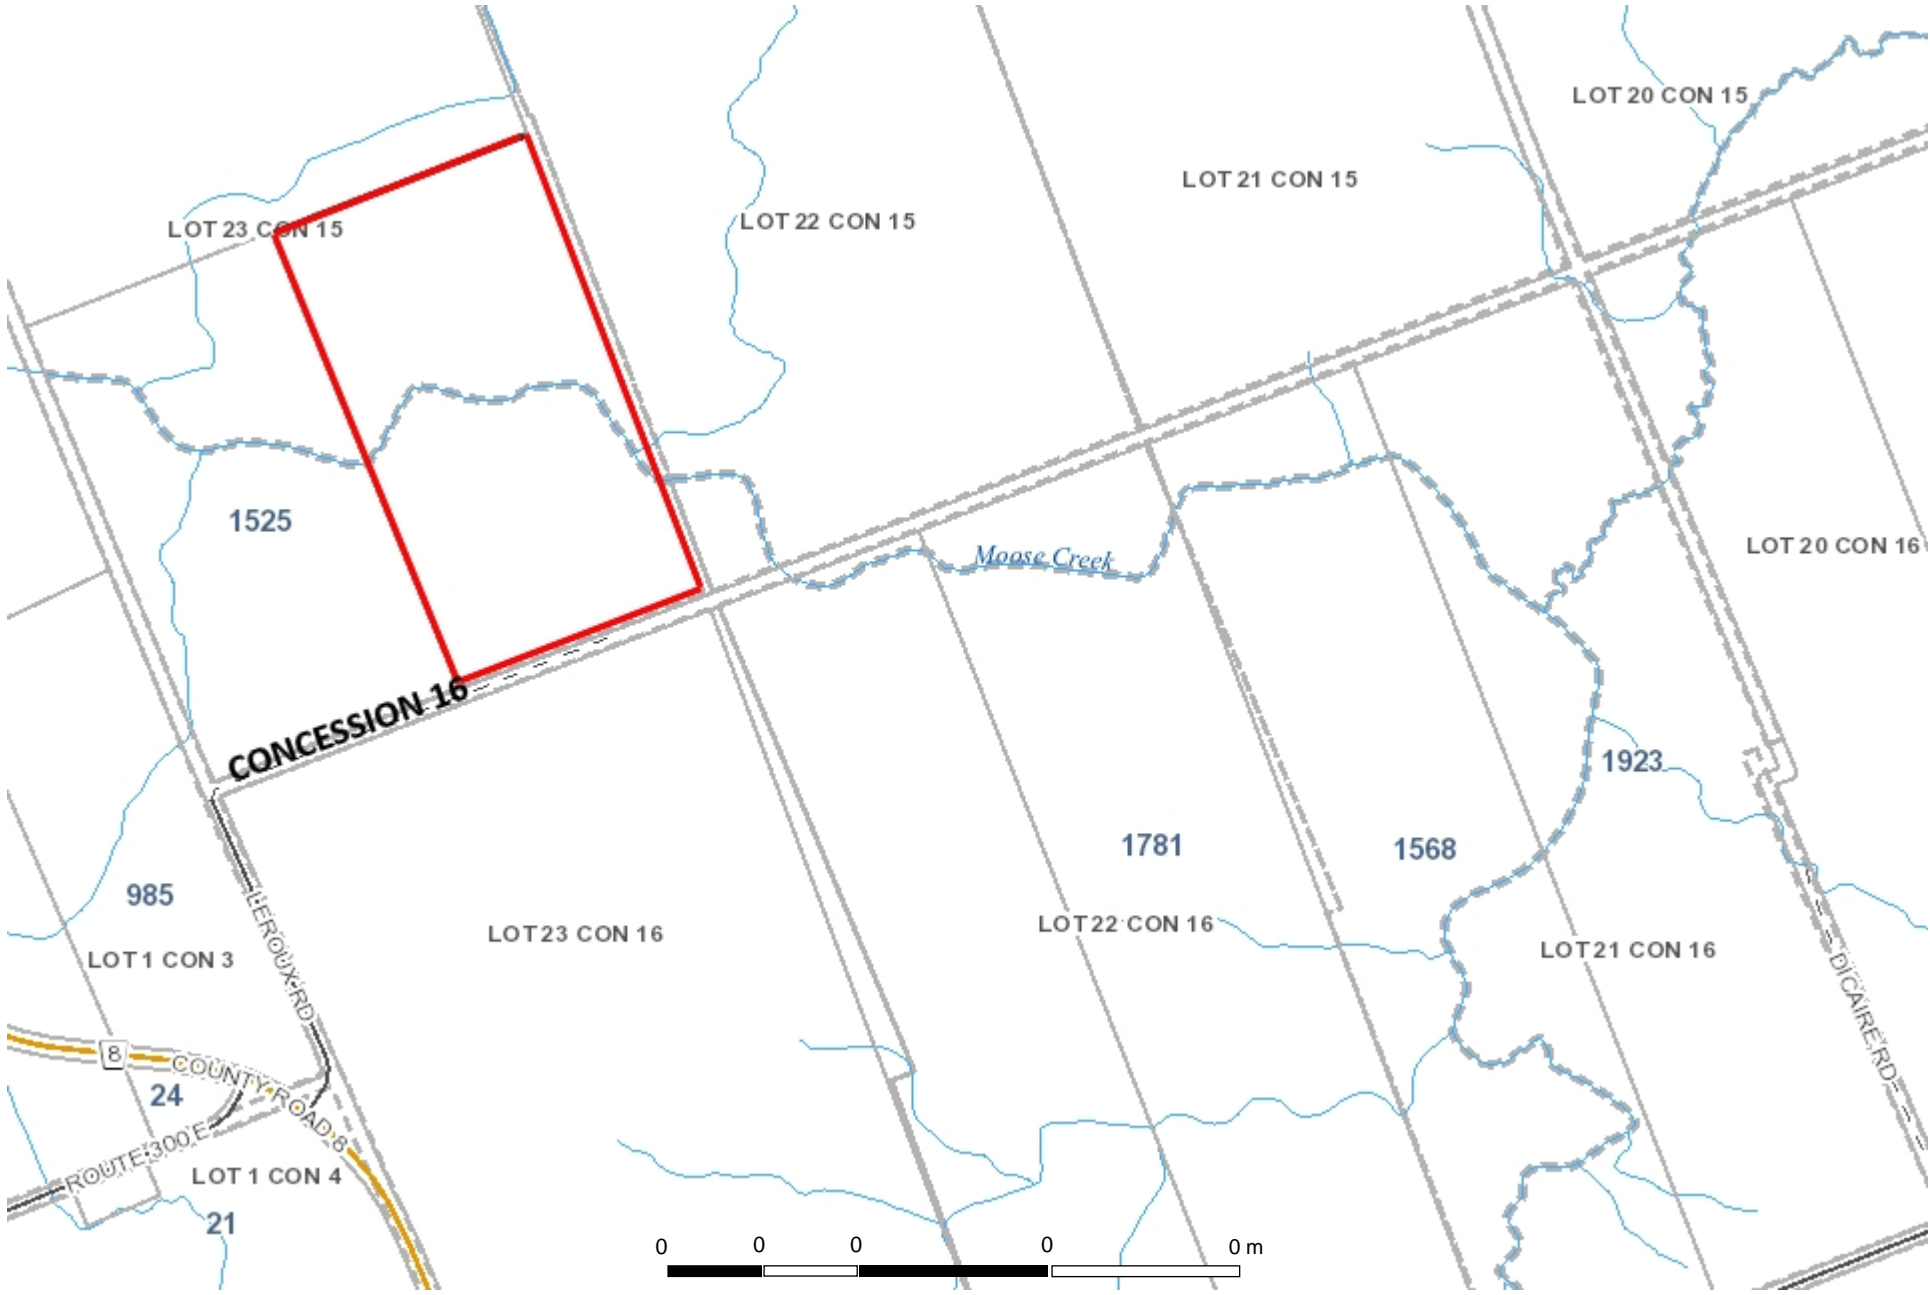 LOT 20 CON 15
LOT 21 CON 15
LOT 22 CON 15
LOT 23 CON 15
1525
Moose Creek
LOT 20 CON 16
CONCESSION 16
1923
1781
1568
985
LOT 22 CON 16
LOT 23 CON 16
LOT 21 CON 16
LOT 1 CON 3
LEROUX RD
DICAIRE RD
8
COUNTY ROAD 8
24
ROUTE 300 E
LOT 1 CON 4
21
0 0 0 0 0 m